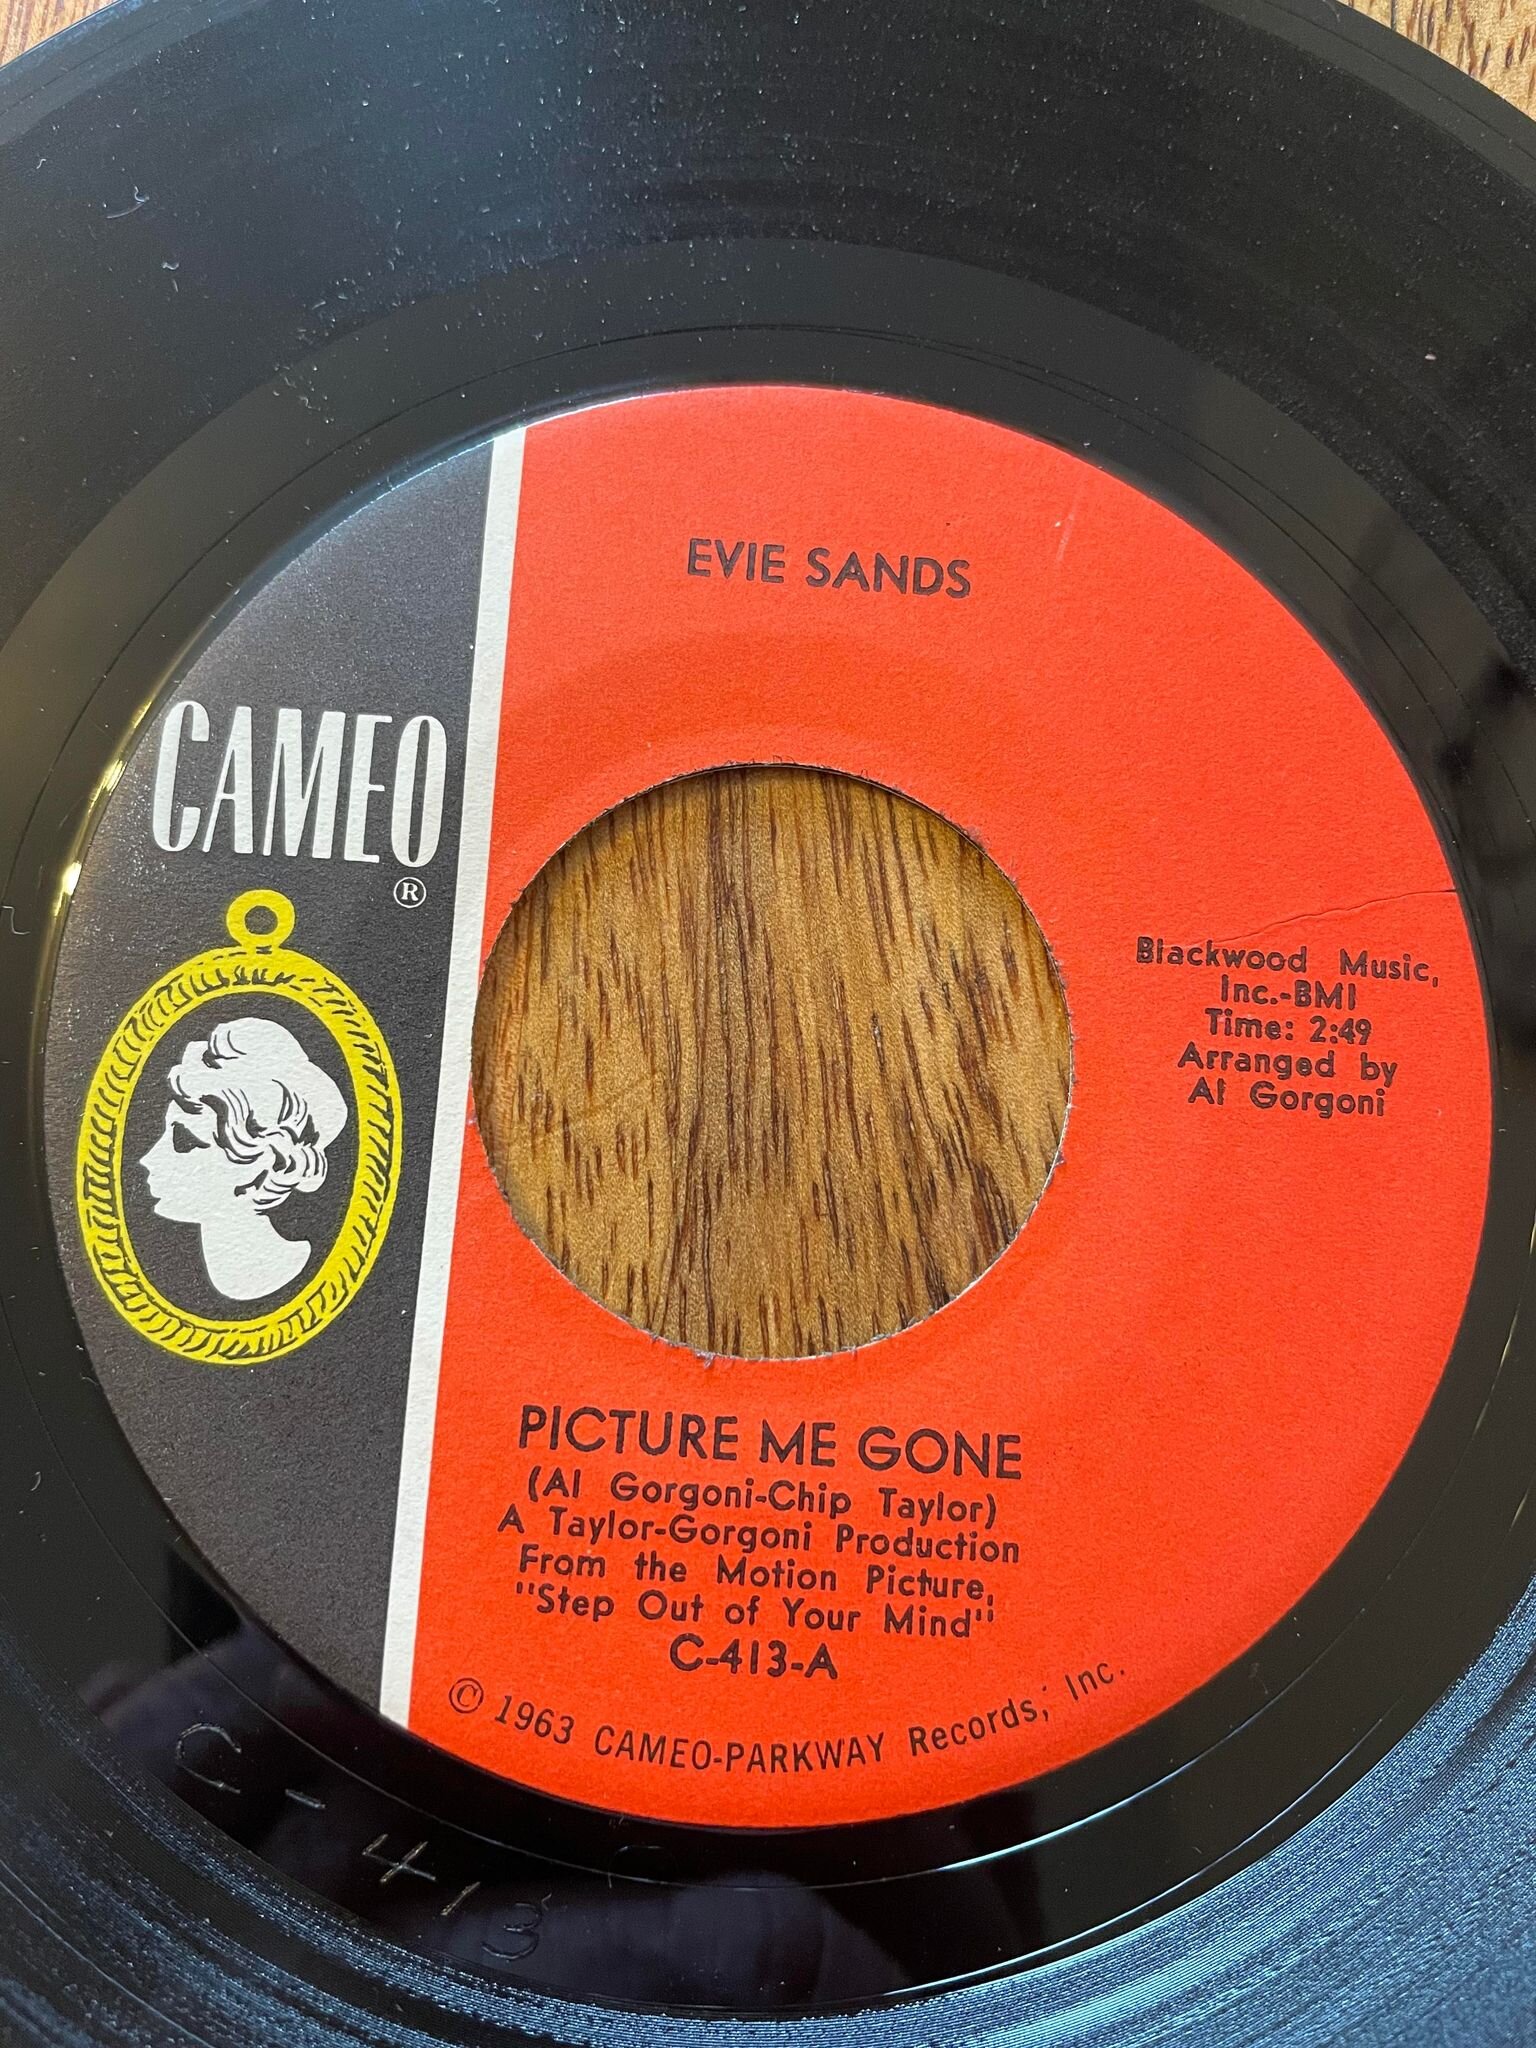 EVIE SANDS
CAMEO
®
Blackwood Music,
Inc.-BMI
Time: 2:49
Arranged by
Al Gorgoni
PICTURE ME GONE
(Al Gorgoni-Chip Taylor)
A Taylor-Gorgoni Production
From the Motion Picture,
"Step Out of Your Mind"
C-413-A
© 1963 CAMEO-PARKWAY Records, Inc.
C-413